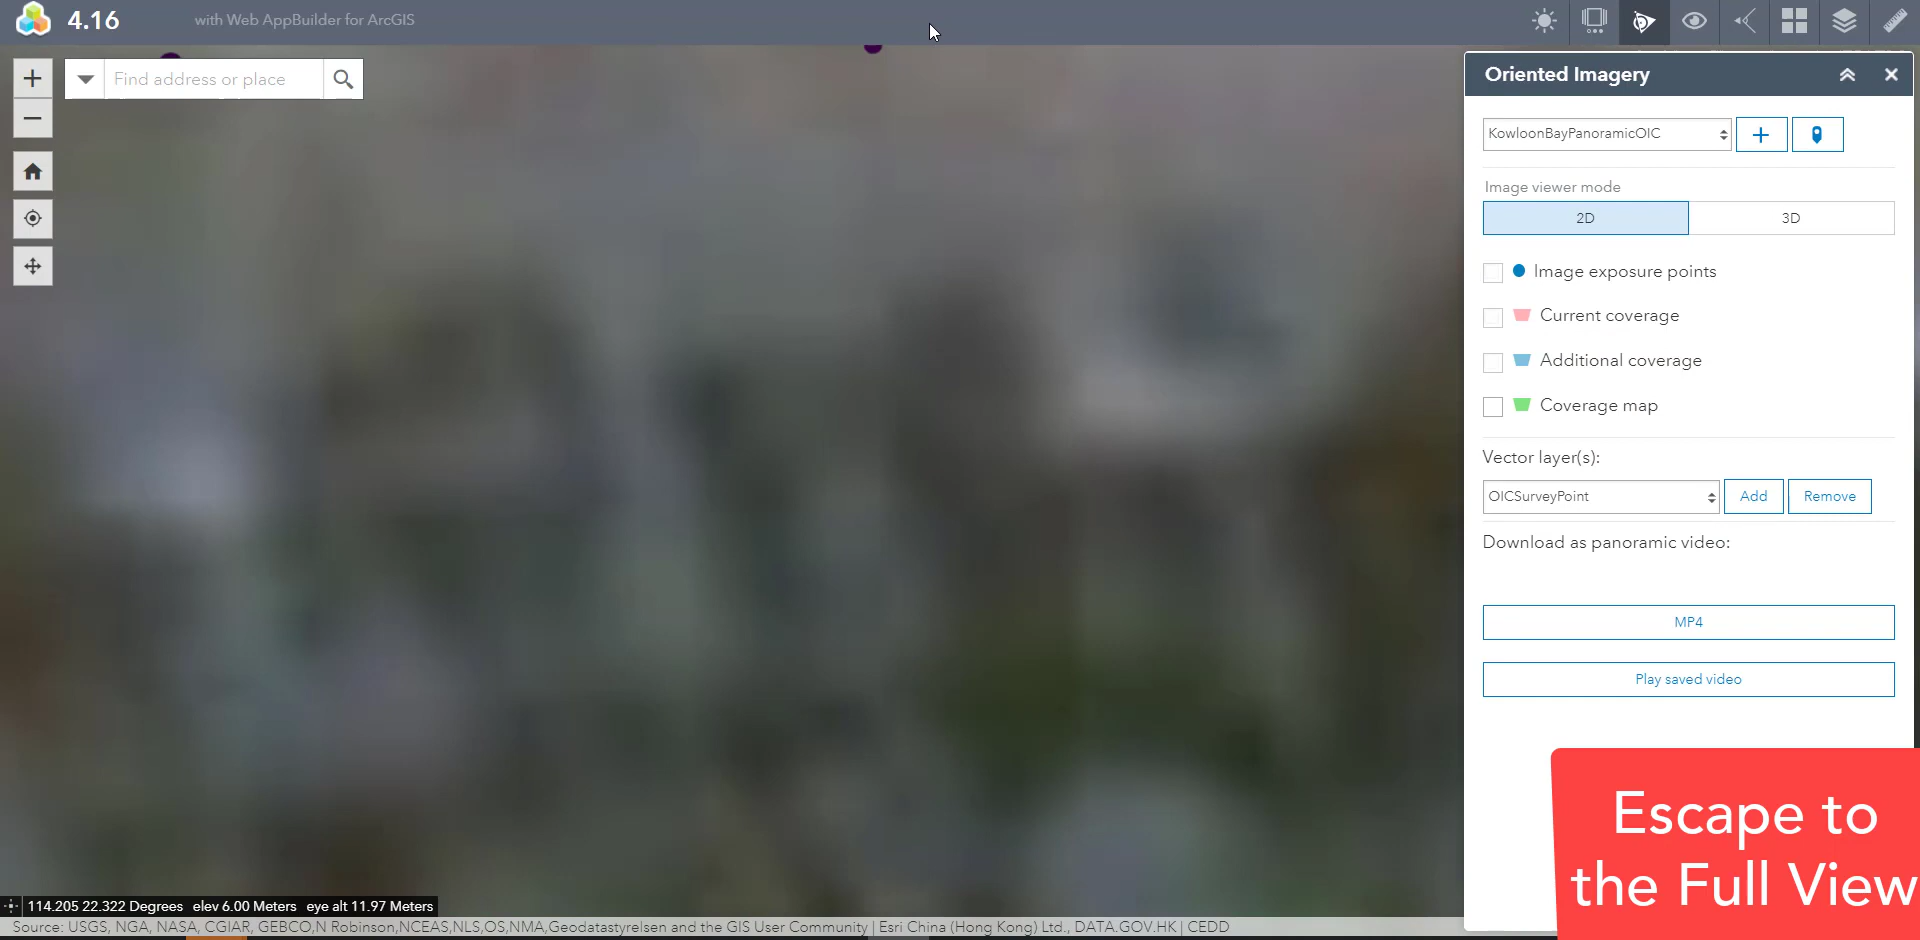 4.16
with Web AppBuilder for ArcGIS
Find address or place
Oriented Imagery
KowloonBayPanoramicOIC
Image viewer mode
2D
3D
Image exposure points
Current coverage
Additional coverage
Coverage map
Vector layer(s):
OICSurveyPoint
Add
Remove
Download as panoramic video:
MP4
Play saved video
Escape to
the Full View
114.205 22.322 Degrees elev 6.00 Meters eye alt 11.97 Meters
Source: USGS, NGA, NASA, CGIAR, GEBCO,N Robinson,NCEAS,NLS,OS,NMA,Geodatastyrelsen and the GIS User Community | Esri China (Hong Kong) Ltd., DATA.GOV.HK | CEDD